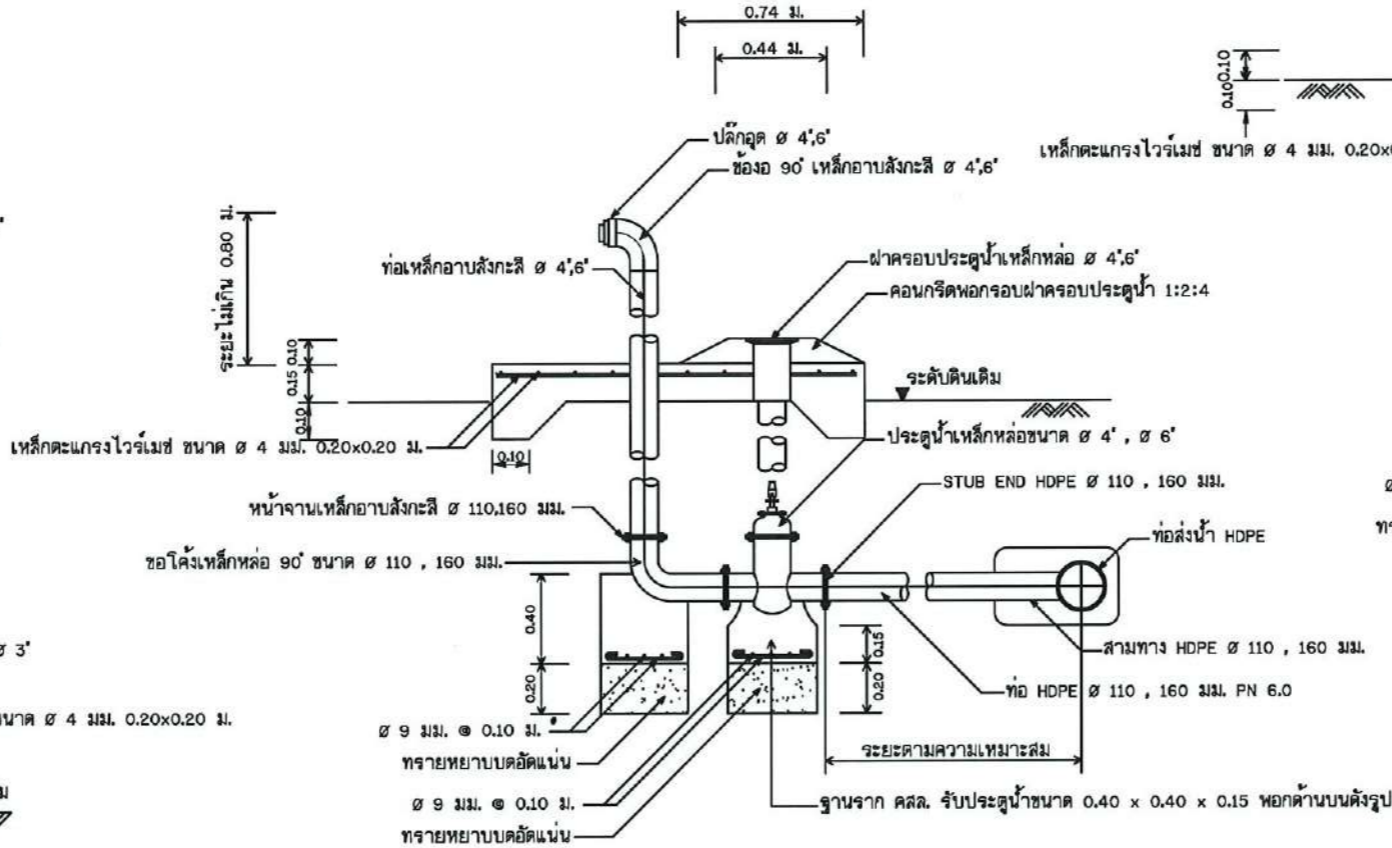 0.74 ม.
0.44 ม.
0.10
0.10
ปลั๊กอุด Ø 4",6"
ข้องอ 90° เหล็กอาบสังกะสี Ø 4",6"
เหล็กตะแกรงไวร์เมช ขนาด Ø 4 มม. 0.20x
ระยะไม่เกิน 0.80 ม.
ท่อเหล็กอาบสังกะสี Ø 4",6"
ฝาครอบประตูน้ำเหล็กหล่อ Ø 4",6"
คอนกรีตพอกรอบฝาครอบประตูน้ำ 1:2:4
0.10
0.15
0.10
ระดับดินเดิม
เหล็กตะแกรงไวร์เมช ขนาด Ø 4 มม. 0.20x0.20 ม.
0.10
ประตูน้ำเหล็กหล่อขนาด Ø 4" , Ø 6"
STUB END HDPE Ø 110 , 160 มม.
หน้าจานเหล็กอาบสังกะสี Ø 110,160 มม.
ท่อส่งน้ำ HDPE
ขอโค้งเหล็กหล่อ 90° ขนาด Ø 110 , 160 มม.
0.40
0.20
0.15
0.20
Ø 3"
สามทาง HDPE Ø 110 , 160 มม.
ท่อ HDPE Ø 110 , 160 มม. PN 6.0
Ø 4 มม. 0.20x0.20 ม.
Ø 9 มม. @ 0.10 ม.
ทรายหยาบบดอัดแน่น
ระยะตามความเหมาะสม
Ø 9 มม. @ 0.10 ม.
ฐานราก คสล. รับประตูน้ำขนาด 0.40 x 0.40 x 0.15 พอกด้านบนดังรูป
ทรายหยาบบดอัดแน่น